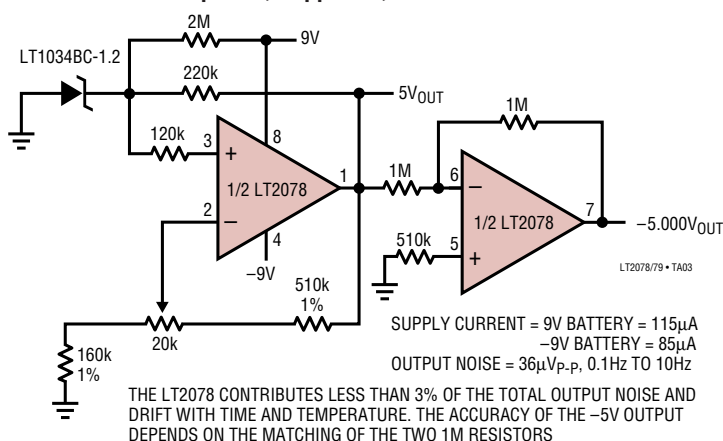 2M
9V
LT1034BC-1.2
220k
5VOUT
120k
3
+
8
1/2 LT2078
1
2
–
4
–9V
1M
1M
6
–
7
1/2 LT2078
–5.000VOUT
510k
5
+
LT2078/79 • TA03
510k
1%
20k
160k
1%
SUPPLY CURRENT = 9V BATTERY = 115µA
–9V BATTERY = 85µA
OUTPUT NOISE = 36µVP-P, 0.1Hz TO 10Hz
THE LT2078 CONTRIBUTES LESS THAN 3% OF THE TOTAL OUTPUT NOISE AND
DRIFT WITH TIME AND TEMPERATURE. THE ACCURACY OF THE –5V OUTPUT
DEPENDS ON THE MATCHING OF THE TWO 1M RESISTORS